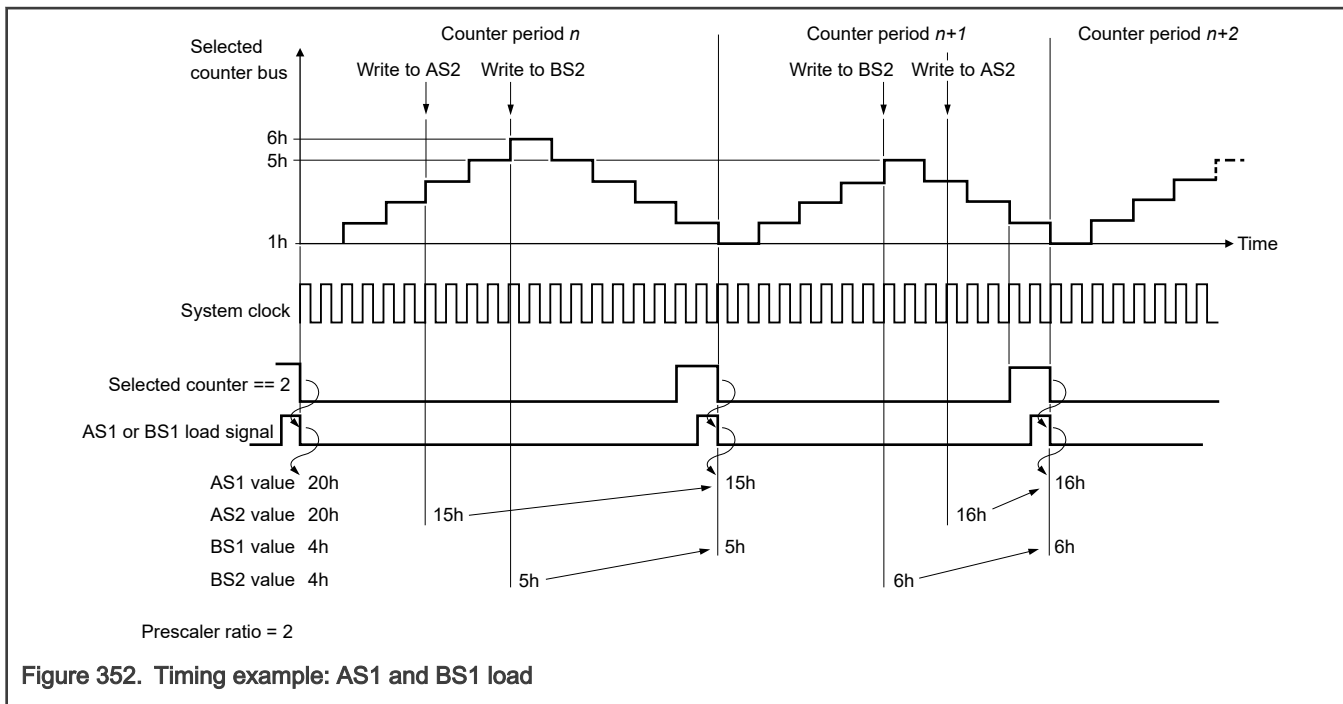 Counter period n
Counter period n+1
Counter period n+2
Selected
counter bus
Write to AS2
Write to BS2
Write to BS2
Write to AS2
6h
5h
1h
Time
System clock
Selected counter == 2
AS1 or BS1 load signal
AS1 value 20h 15h 16h
AS2 value 20h 15h 16h
BS1 value 4h 5h 6h
BS2 value 4h 5h 6h
Prescaler ratio = 2
Figure 352. Timing example: AS1 and BS1 load